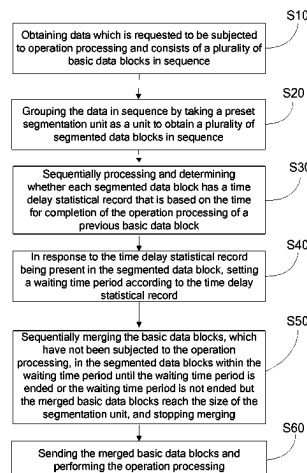 S10
Obtaining data which is requested to be subjected
to operation processing and consists of a plurality of
basic data blocks in sequence
S20
Grouping the data in sequence by taking a preset
segmentation unit as a unit to obtain a plurality of
segmented data blocks in sequence
S30
Sequentially processing and determining
whether each segmented data block has a time
delay statistical record that is based on the time
for completion of the operation processing of a
previous basic data block
S40
In response to the time delay statistical record
being present in the segmented data block, setting
a waiting time period according to the time delay
statistical record
S50
Sequentially merging the basic data blocks, which
have not been subjected to the operation
processing, in the segmented data blocks within the
waiting time period until the waiting time period is
ended or the waiting time period is not ended but
the merged basic data blocks reach the size of the
segmentation unit, and stopping merging
S60
Sending the merged basic data blocks and
performing the operation processing